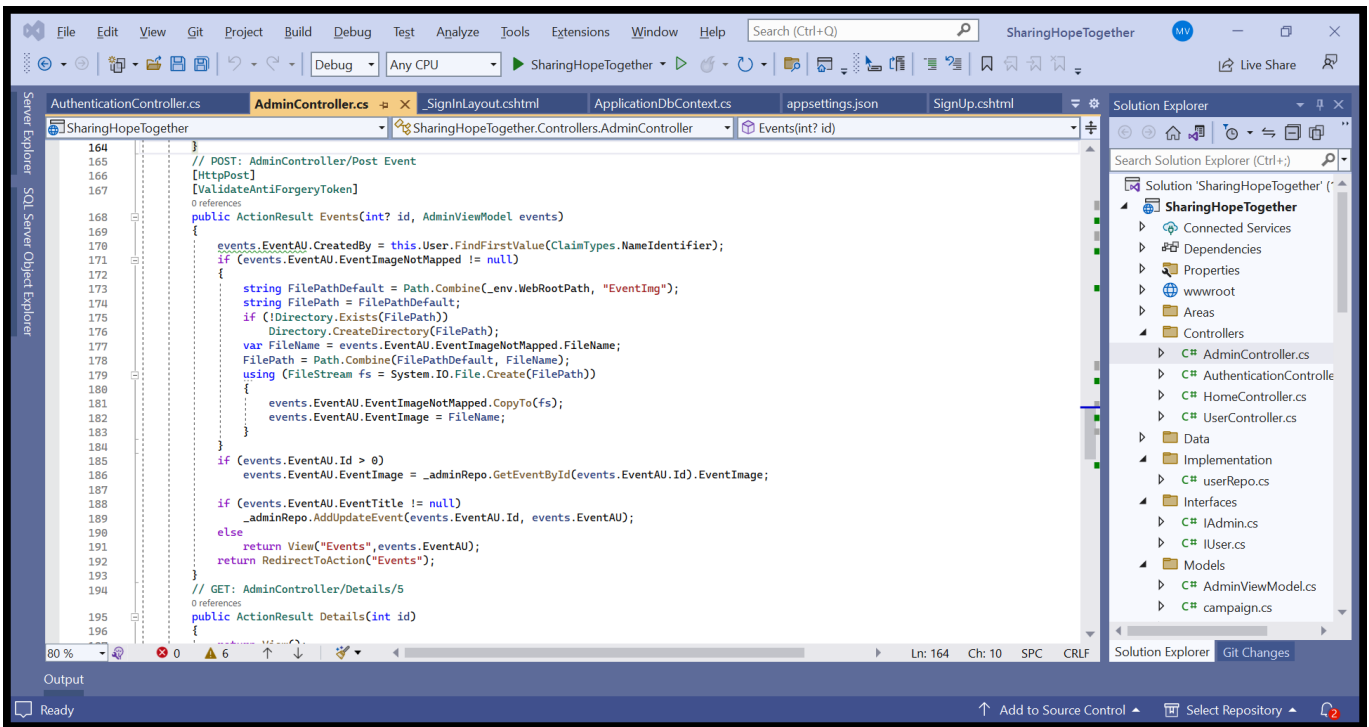 File Edit View Git Project Build Debug Test Analyze Tools Extensions Window Help Search (Ctrl+Q) SharingHopeTogether MV
Debug Any CPU SharingHopeTogether Live Share
AuthenticationController.cs AdminController.cs _SignInLayout.cshtml ApplicationDbContext.cs appsettings.json SignUp.cshtml
SharingHopeTogether SharingHopeTogether.Controllers.AdminController Events(int? id)
Server Explorer
SQL Server Object Explorer
164 }
165 // POST: AdminController/Post Event
166 [HttpPost]
167 [ValidateAntiForgeryToken]
0 references
168 public ActionResult Events(int? id, AdminViewModel events)
169 {
170 events.EventAU.CreatedBy = this.User.FindFirstValue(ClaimTypes.NameIdentifier);
171 if (events.EventAU.EventImageNotMapped != null)
172 {
173 string FilePathDefault = Path.Combine(_env.WebRootPath, "EventImg");
174 string FilePath = FilePathDefault;
175 if (!Directory.Exists(FilePath))
176 Directory.CreateDirectory(FilePath);
177 var FileName = events.EventAU.EventImageNotMapped.FileName;
178 FilePath = Path.Combine(FilePathDefault, FileName);
179 using (FileStream fs = System.IO.File.Create(FilePath))
180 {
181 events.EventAU.EventImageNotMapped.CopyTo(fs);
182 events.EventAU.EventImage = FileName;
183 }
184 }
185 if (events.EventAU.Id > 0)
186 events.EventAU.EventImage = _adminRepo.GetEventById(events.EventAU.Id).EventImage;
187
188 if (events.EventAU.EventTitle != null)
189 _adminRepo.AddUpdateEvent(events.EventAU.Id, events.EventAU);
190 else
191 return View("Events",events.EventAU);
192 return RedirectToAction("Events");
193 }
194 // GET: AdminController/Details/5
0 references
195 public ActionResult Details(int id)
196 {
80 % 0 6 Ln: 164 Ch: 10 SPC CRLF
Solution Explorer
Search Solution Explorer (Ctrl+;)
Solution 'SharingHopeTogether' (
SharingHopeTogether
Connected Services
Dependencies
Properties
wwwroot
Areas
Controllers
C# AdminController.cs
C# AuthenticationControlle
C# HomeController.cs
C# UserController.cs
Data
Implementation
C# userRepo.cs
Interfaces
C# IAdmin.cs
C# IUser.cs
Models
C# AdminViewModel.cs
C# campaign.cs
Solution Explorer Git Changes
Output
Ready Add to Source Control Select Repository 2